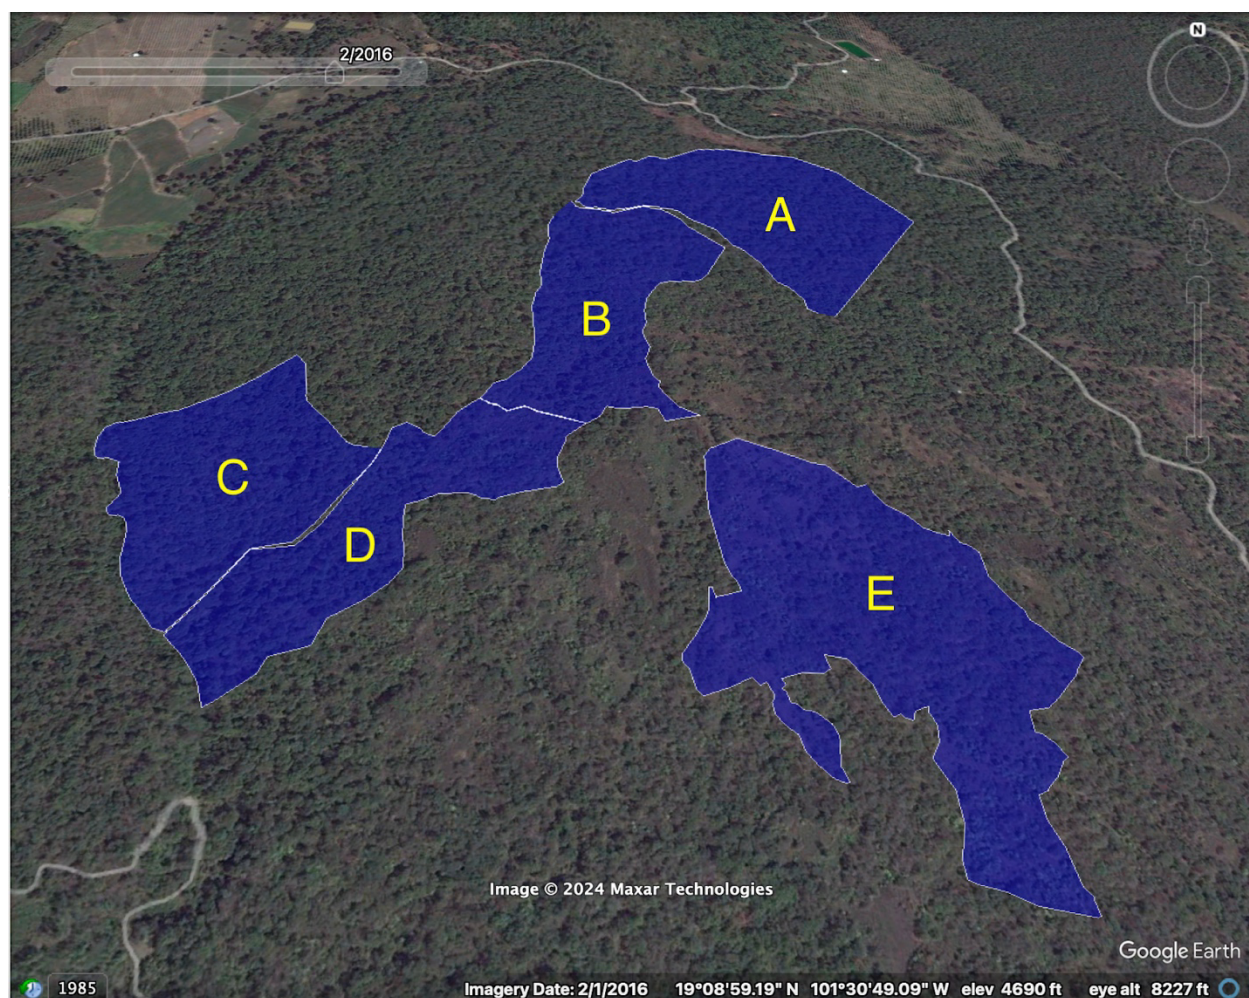 2/2016
N
A
B
C
D
E
Image © 2024 Maxar Technologies
Google Earth
1985
Imagery Date: 2/1/2016 19°08'59.19" N 101°30'49.09" W elev 4690 ft eye alt 8227 ft